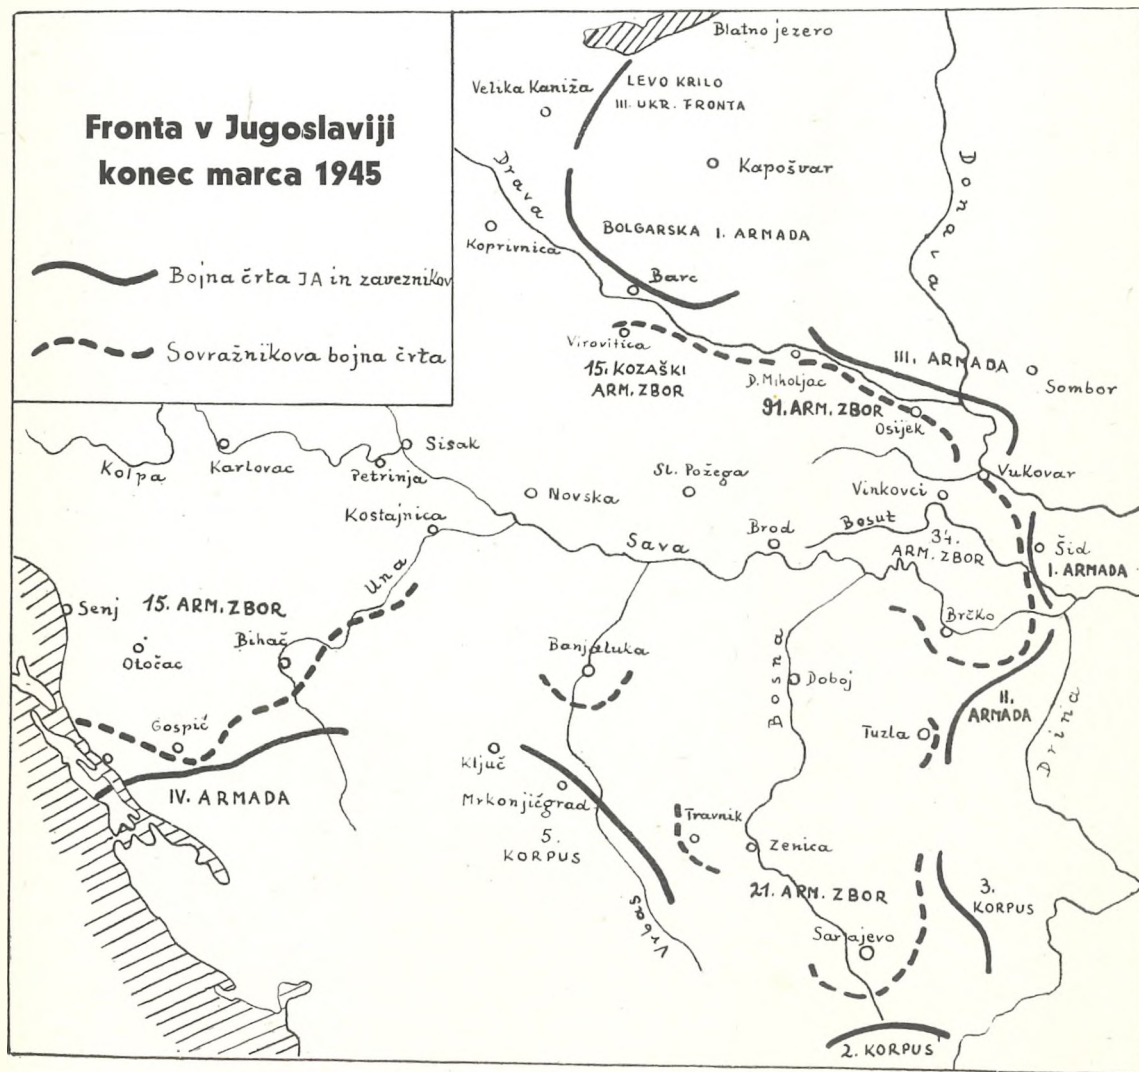 Fronta v Jugoslaviji
konec marca 1945
Bojna črta JA in zaveznikov
Sovražnikova bojna črta
Blatno jezero
LEVO KRILO
III. UKR. FRONTA
Velika Kaniža
Kapošvar
Drava
Donava
Koprivnica
BOLGARSKA I. ARMADA
Barc
Virovitica
15. KOZAŠKI
ARM. ZBOR
D. Miholjac
III. ARMADA
Sombor
91. ARM. ZBOR
Osijek
Kolpa
Karlovac
Petrinja
Sisak
Sl. Požega
Novska
Vukovar
Vinkovci
Kostajnica
Brod
Bosut
Sava
34.
ARM. ZBOR
Šid
I. ARMADA
Una
Senj
15. ARM. ZBOR
Otočac
Bihač
Banjaluka
Brčko
Bosna
Doboj
II.
ARMADA
Drina
Tuzla
Gospić
IV. ARMADA
Ključ
Mrkonjićgrad
5.
KORPUS
Travnik
Zenica
Vrbas
21. ARM. ZBOR
3.
KORPUS
Sarajevo
2. KORPUS